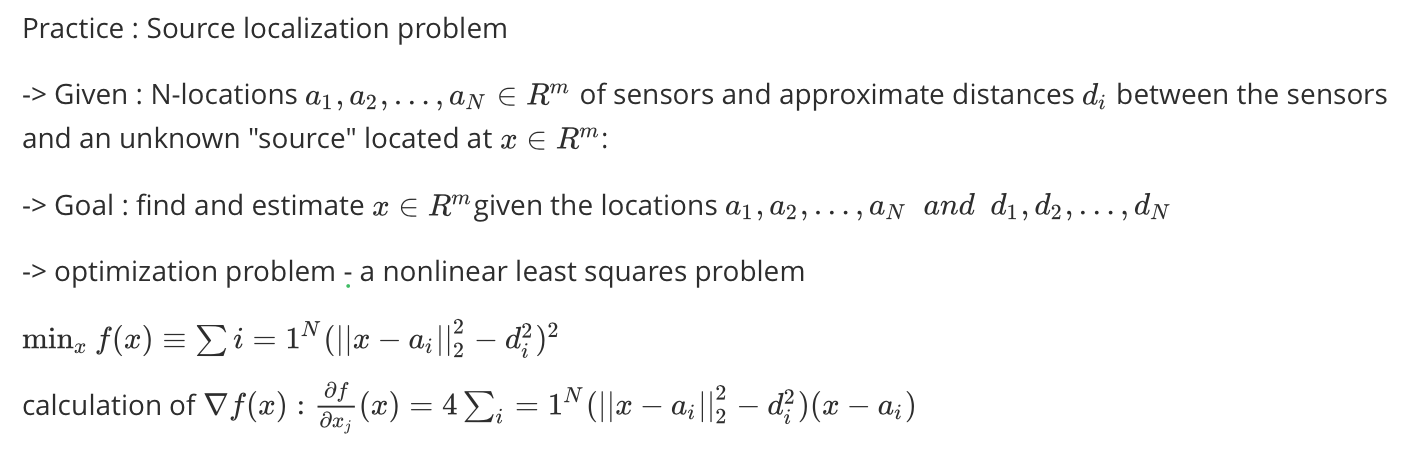 Practice : Source localization problem
-> Given : N-locations $a_1, a_2, \ldots, a_N \in R^m$ of sensors and approximate distances $d_i$ between the sensors
and an unknown "source" located at $x \in R^m$:
-> Goal : find and estimate $x \in R^m$given the locations $a_1, a_2, \ldots, a_N \ \ and \ \ d_1, d_2, \ldots, d_N$
-> optimization problem - a nonlinear least squares problem
$\min_x f(x) \equiv \sum i = 1^N (||x - a_i||_2^2 - d_i^2)^2$
calculation of $\nabla f(x) : \frac{\partial f}{\partial x_j}(x) = 4 \sum_i = 1^N (||x - a_i||_2^2 - d_i^2)(x - a_i)$